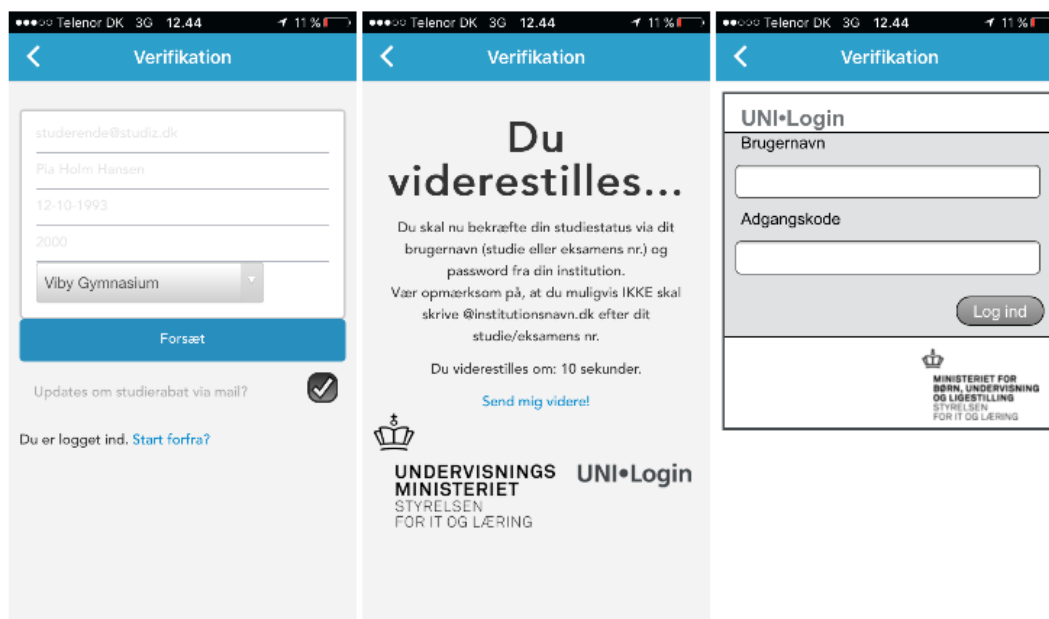 Telenor DK 3G 12.44 11 %
Verifikation
studerende@studiz.dk
Pia Holm Hansen
12-10-1993
2000
Viby Gymnasium
Forsæt
Updates om studierabat via mail?
Du er logget ind. Start forfra?
Telenor DK 3G 12.44 11 %
Verifikation
Du
viderestilles...
Du skal nu bekræfte din studiestatus via dit
brugernavn (studie eller eksamens nr.) og
password fra din institution.
Vær opmærksom på, at du muligvis IKKE skal
skrive @institutionsnavn.dk efter dit
studie/eksamens nr.
Du viderestilles om: 10 sekunder.
Send mig videre!
UNDERVISNINGS
MINISTERIET
STYRELSEN
FOR IT OG LÆRING
UNI•Login
Telenor DK 3G 12.44 11 %
Verifikation
UNI•Login
Brugernavn
Adgangskode
Log ind
MINISTERIET FOR
BØRN, UNDERVISNING
OG LIGESTILLING
STYRELSEN
FOR IT OG LÆRING